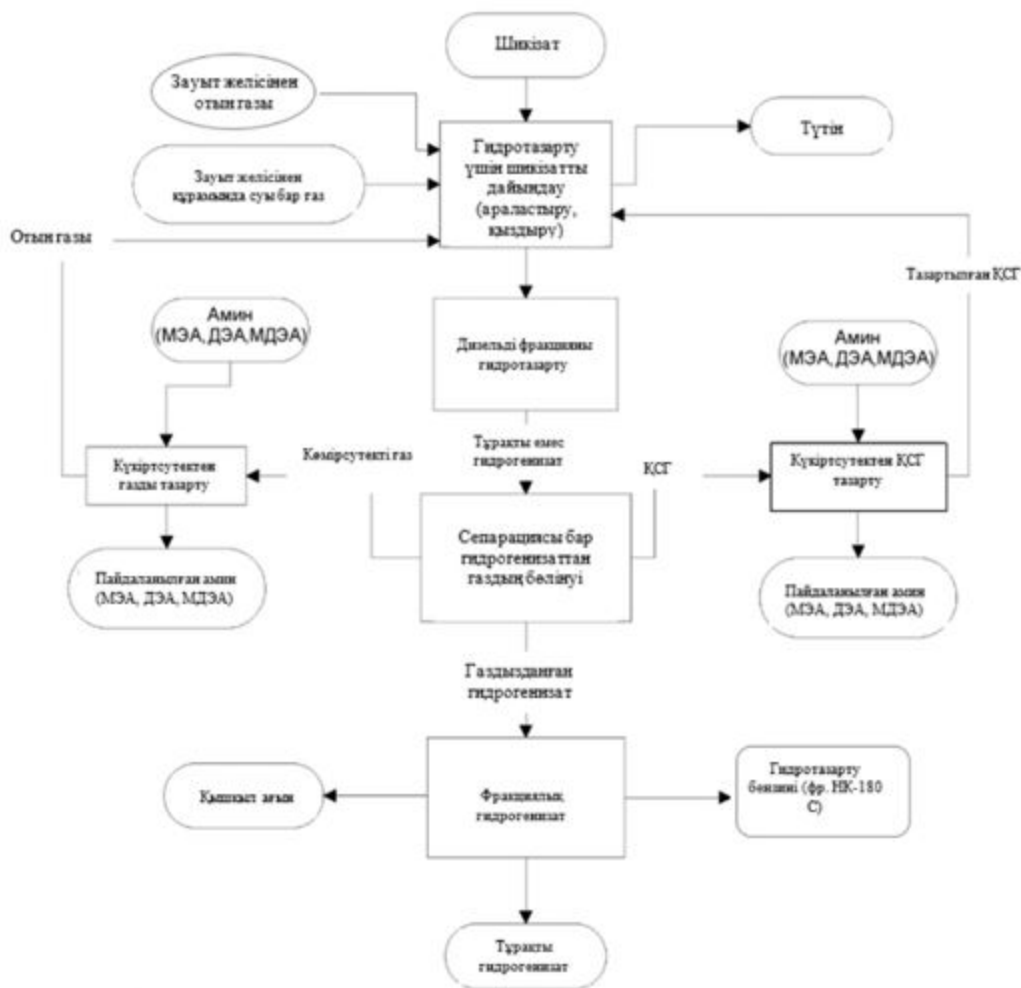 Шикізат
Зауыт желісінен
отын газы
Түтін
Гидротазарту
үшін шикізатты
дайындау
(араластыру,
қыздыру)
Зауыт желісінен
құрамында суы бар газ
Отын газы
Тазартылған ҚСГ
Амин
(МЭА, ДЭА,МДЭА)
Дизельді фракцияны
гидротазарту
Амин
(МЭА, ДЭА,МДЭА)
Көмірсутекті газ
Тұрақты емес
гидрогенизат
ҚСГ
Күкіртсутектен
газды тазарту
Күкіртсутектен ҚСГ
тазарту
Сепарациясы бар
гидрогенизаттан
газдың бөлінуі
Пайдаланылған амин
(МЭА, ДЭА, МДЭА)
Пайдаланылған амин
(МЭА, ДЭА, МДЭА)
Газдызданған
гидрогенизат
Қышқыл ағын
Фракциялық
гидрогенизат
Гидротазарту
бензині (фр. НК-180
С)
Тұрақты
гидрогенизат